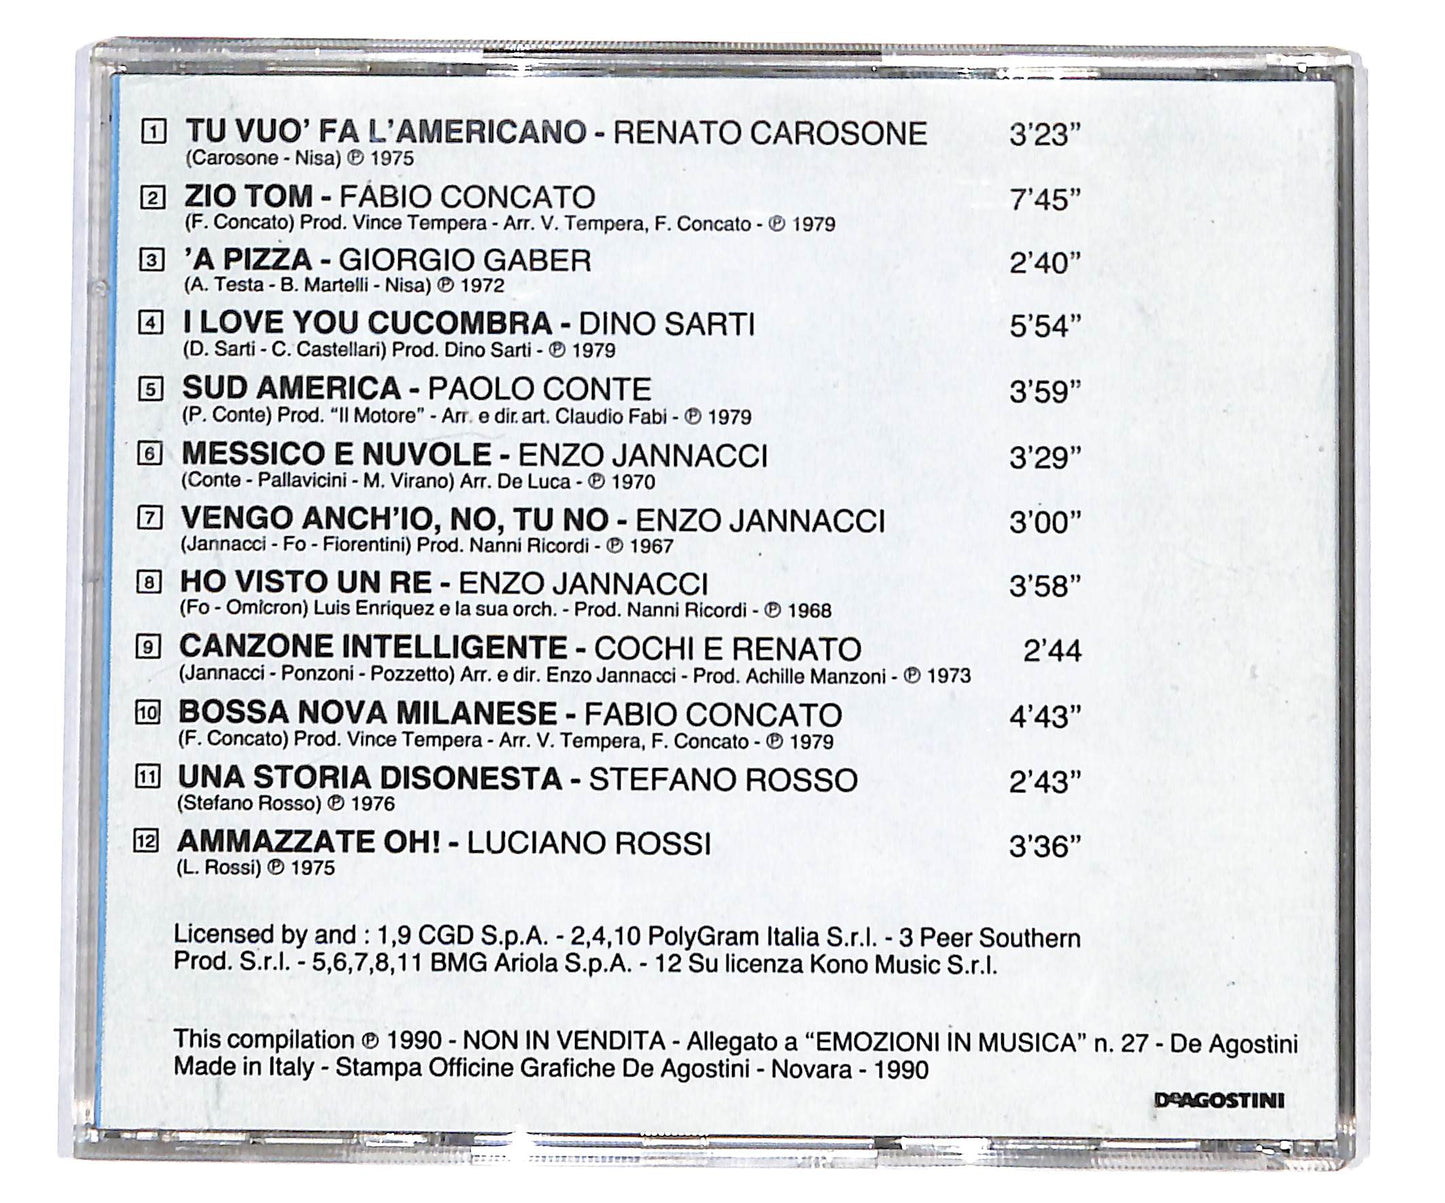 1 TU VUO' FA L'AMERICANO - RENATO CAROSONE 3'23"
(Carosone - Nisa) ℗ 1975
2 ZIO TOM - FABIO CONCATO 7'45"
(F. Concato) Prod. Vince Tempera - Arr. V. Tempera, F. Concato - ℗ 1979
3 'A PIZZA - GIORGIO GABER 2'40"
(A. Testa - B. Martelli - Nisa) ℗ 1972
4 I LOVE YOU CUCOMBRA - DINO SARTI 5'54"
(D. Sarti - C. Castellari) Prod. Dino Sarti - ℗ 1979
5 SUD AMERICA - PAOLO CONTE 3'59"
(P. Conte) Prod. "Il Motore" - Arr. e dir. art. Claudio Fabi - ℗ 1979
6 MESSICO E NUVOLE - ENZO JANNACCI 3'29"
(Conte - Pallavicini - M. Virano) Arr. De Luca - ℗ 1970
7 VENGO ANCH'IO, NO, TU NO - ENZO JANNACCI 3'00"
(Jannacci - Fo - Fiorentini) Prod. Nanni Ricordi - ℗ 1967
8 HO VISTO UN RE - ENZO JANNACCI 3'58"
(Fo - Omicron) Luis Enriquez e la sua orch. - Prod. Nanni Ricordi - ℗ 1968
9 CANZONE INTELLIGENTE - COCHI E RENATO 2'44
(Jannacci - Ponzoni - Pozzetto) Arr. e dir. Enzo Jannacci - Prod. Achille Manzoni - ℗ 1973
10 BOSSA NOVA MILANESE - FABIO CONCATO 4'43"
(F. Concato) Prod. Vince Tempera - Arr. V. Tempera, F. Concato - ℗ 1979
11 UNA STORIA DISONESTA - STEFANO ROSSO 2'43"
(Stefano Rosso) ℗ 1976
12 AMMAZZATE OH! - LUCIANO ROSSI 3'36"
(L. Rossi) ℗ 1975
Licensed by and : 1,9 CGD S.p.A. - 2,4,10 PolyGram Italia S.r.l. - 3 Peer Southern
Prod. S.r.l. - 5,6,7,8,11 BMG Ariola S.p.A. - 12 Su licenza Kono Music S.r.l.
This compilation ℗ 1990 - NON IN VENDITA - Allegato a "EMOZIONI IN MUSICA" n. 27 - De Agostini
Made in Italy - Stampa Officine Grafiche De Agostini - Novara - 1990
DeAGOSTINI